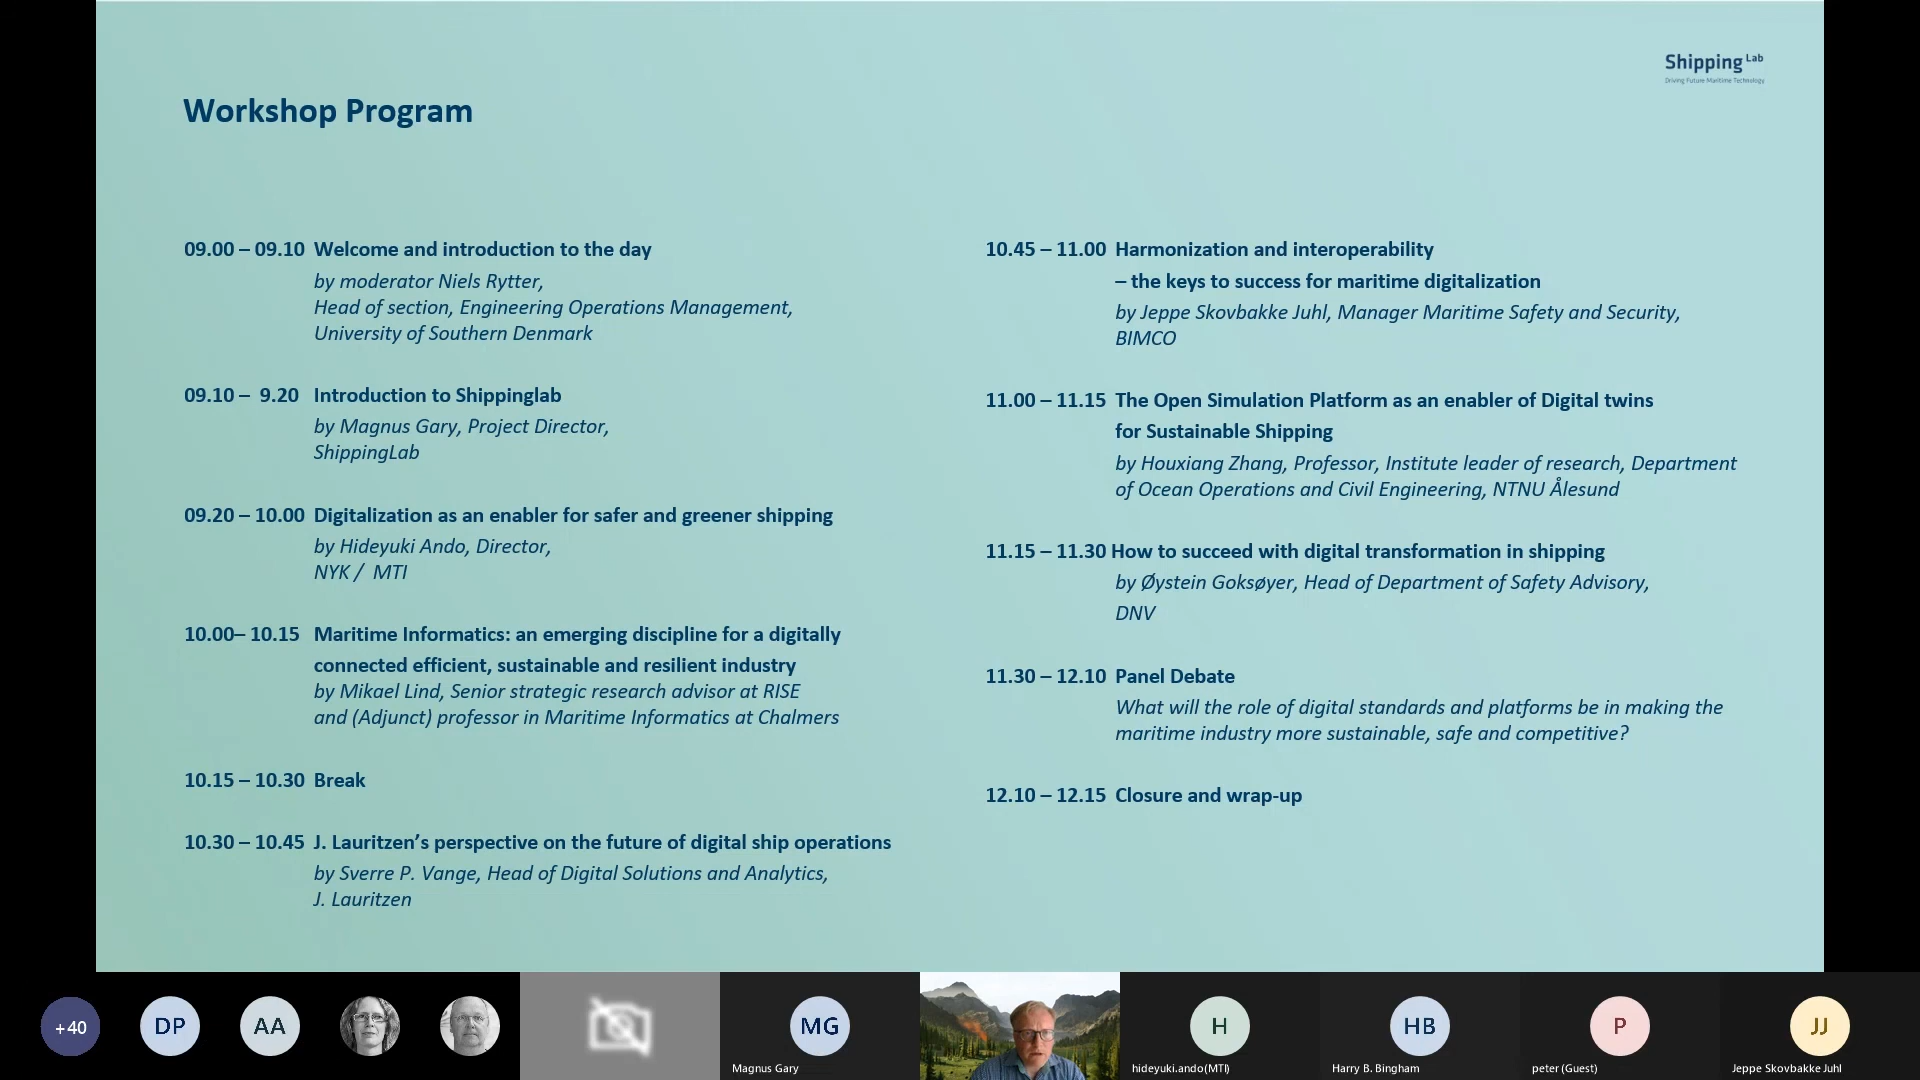 Shipping Lab
Driving Future Maritime Technology
Workshop Program
09.00 – 09.10 Welcome and introduction to the day
by moderator Niels Rytter,
Head of section, Engineering Operations Management,
University of Southern Denmark
09.10 – 9.20 Introduction to Shippinglab
by Magnus Gary, Project Director,
ShippingLab
09.20 – 10.00 Digitalization as an enabler for safer and greener shipping
by Hideyuki Ando, Director,
NYK / MTI
10.00– 10.15 Maritime Informatics: an emerging discipline for a digitally
connected efficient, sustainable and resilient industry
by Mikael Lind, Senior strategic research advisor at RISE
and (Adjunct) professor in Maritime Informatics at Chalmers
10.15 – 10.30 Break
10.30 – 10.45 J. Lauritzen’s perspective on the future of digital ship operations
by Sverre P. Vange, Head of Digital Solutions and Analytics,
J. Lauritzen
10.45 – 11.00 Harmonization and interoperability
– the keys to success for maritime digitalization
by Jeppe Skovbakke Juhl, Manager Maritime Safety and Security,
BIMCO
11.00 – 11.15 The Open Simulation Platform as an enabler of Digital twins
for Sustainable Shipping
by Houxiang Zhang, Professor, Institute leader of research, Department
of Ocean Operations and Civil Engineering, NTNU Ålesund
11.15 – 11.30 How to succeed with digital transformation in shipping
by Øystein Goksøyer, Head of Department of Safety Advisory,
DNV
11.30 – 12.10 Panel Debate
What will the role of digital standards and platforms be in making the
maritime industry more sustainable, safe and competitive?
12.10 – 12.15 Closure and wrap-up
+40
DP
AA
MG
Magnus Gary
H
hideyuki.ando(MTI)
HB
Harry B. Bingham
P
peter (Guest)
JJ
Jeppe Skovbakke Juhl